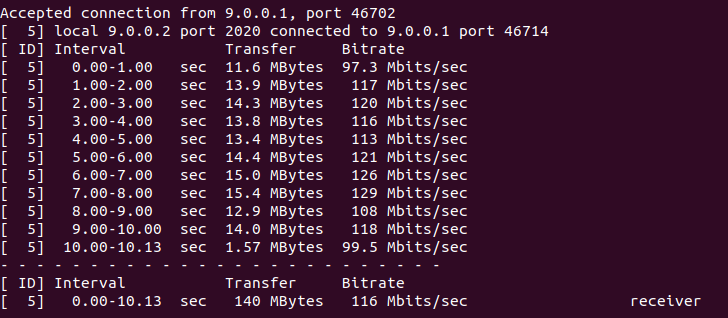 Accepted connection from 9.0.0.1, port 46702
[  5] local 9.0.0.2 port 2020 connected to 9.0.0.1 port 46714
[ ID] Interval           Transfer     Bitrate
[  5]   0.00-1.00   sec  11.6 MBytes  97.3 Mbits/sec
[  5]   1.00-2.00   sec  13.9 MBytes   117 Mbits/sec
[  5]   2.00-3.00   sec  14.3 MBytes   120 Mbits/sec
[  5]   3.00-4.00   sec  13.8 MBytes   116 Mbits/sec
[  5]   4.00-5.00   sec  13.4 MBytes   113 Mbits/sec
[  5]   5.00-6.00   sec  14.4 MBytes   121 Mbits/sec
[  5]   6.00-7.00   sec  15.0 MBytes   126 Mbits/sec
[  5]   7.00-8.00   sec  15.4 MBytes   129 Mbits/sec
[  5]   8.00-9.00   sec  12.9 MBytes   108 Mbits/sec
[  5]   9.00-10.00  sec  14.0 MBytes   118 Mbits/sec
[  5]  10.00-10.13  sec  1.57 MBytes  99.5 Mbits/sec
- - - - - - - - - - - - - - - - - - - - - - - - -
[ ID] Interval           Transfer     Bitrate
[  5]   0.00-10.13  sec   140 MBytes   116 Mbits/sec                  receiver